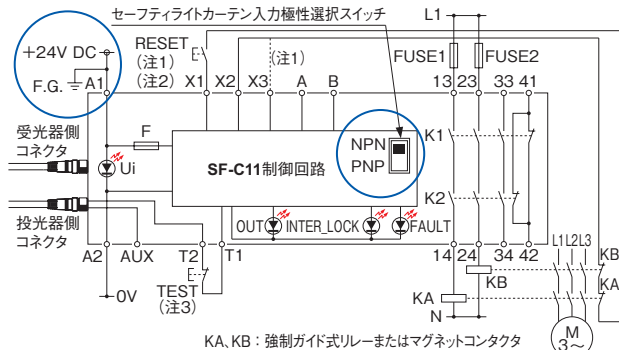 セーフティライトカーテン入力極性選択スイッチ
L1
+24V DC
F.G.
A1
RESET
(注1)
(注2)
X1 X2 X3 (注1) A B
FUSE1 FUSE2
13 23 33 41
受光器側
コネクタ
Ui
F
SF-C11制御回路
NPN
PNP
K1
K2
OUT INTER_LOCK FAULT
投光器側
コネクタ
A2 AUX T2 T1
14 24 34 42
0V
TEST
(注3)
KA
KB
N
L1 L2 L3
KB
KA
M
3~
KA、KB：強制ガイド式リレーまたはマグネットコンタクタ